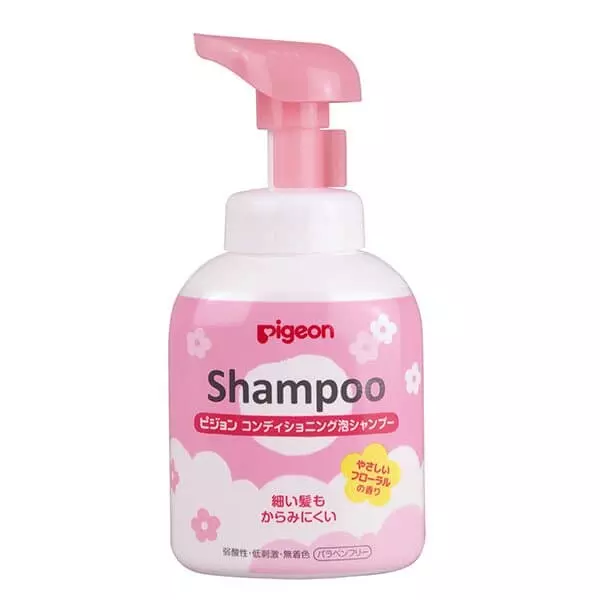 Pigeon
Shampoo
ピジョン コンディショニング泡シャンプー
やさしい
フローラル
の香り
細い髪も
からみにくい
弱酸性・低刺激・無着色 パラベンフリー